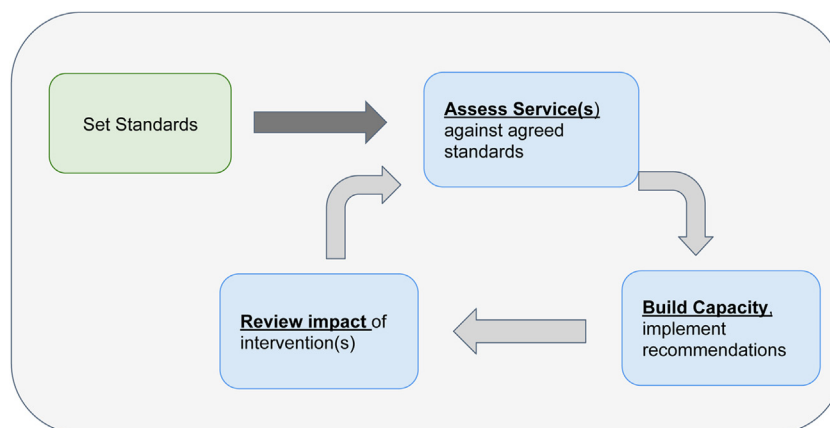 Set Standards
Assess Service(s)
against agreed
standards
Build Capacity,
implement
recommendations
Review impact of
intervention(s)